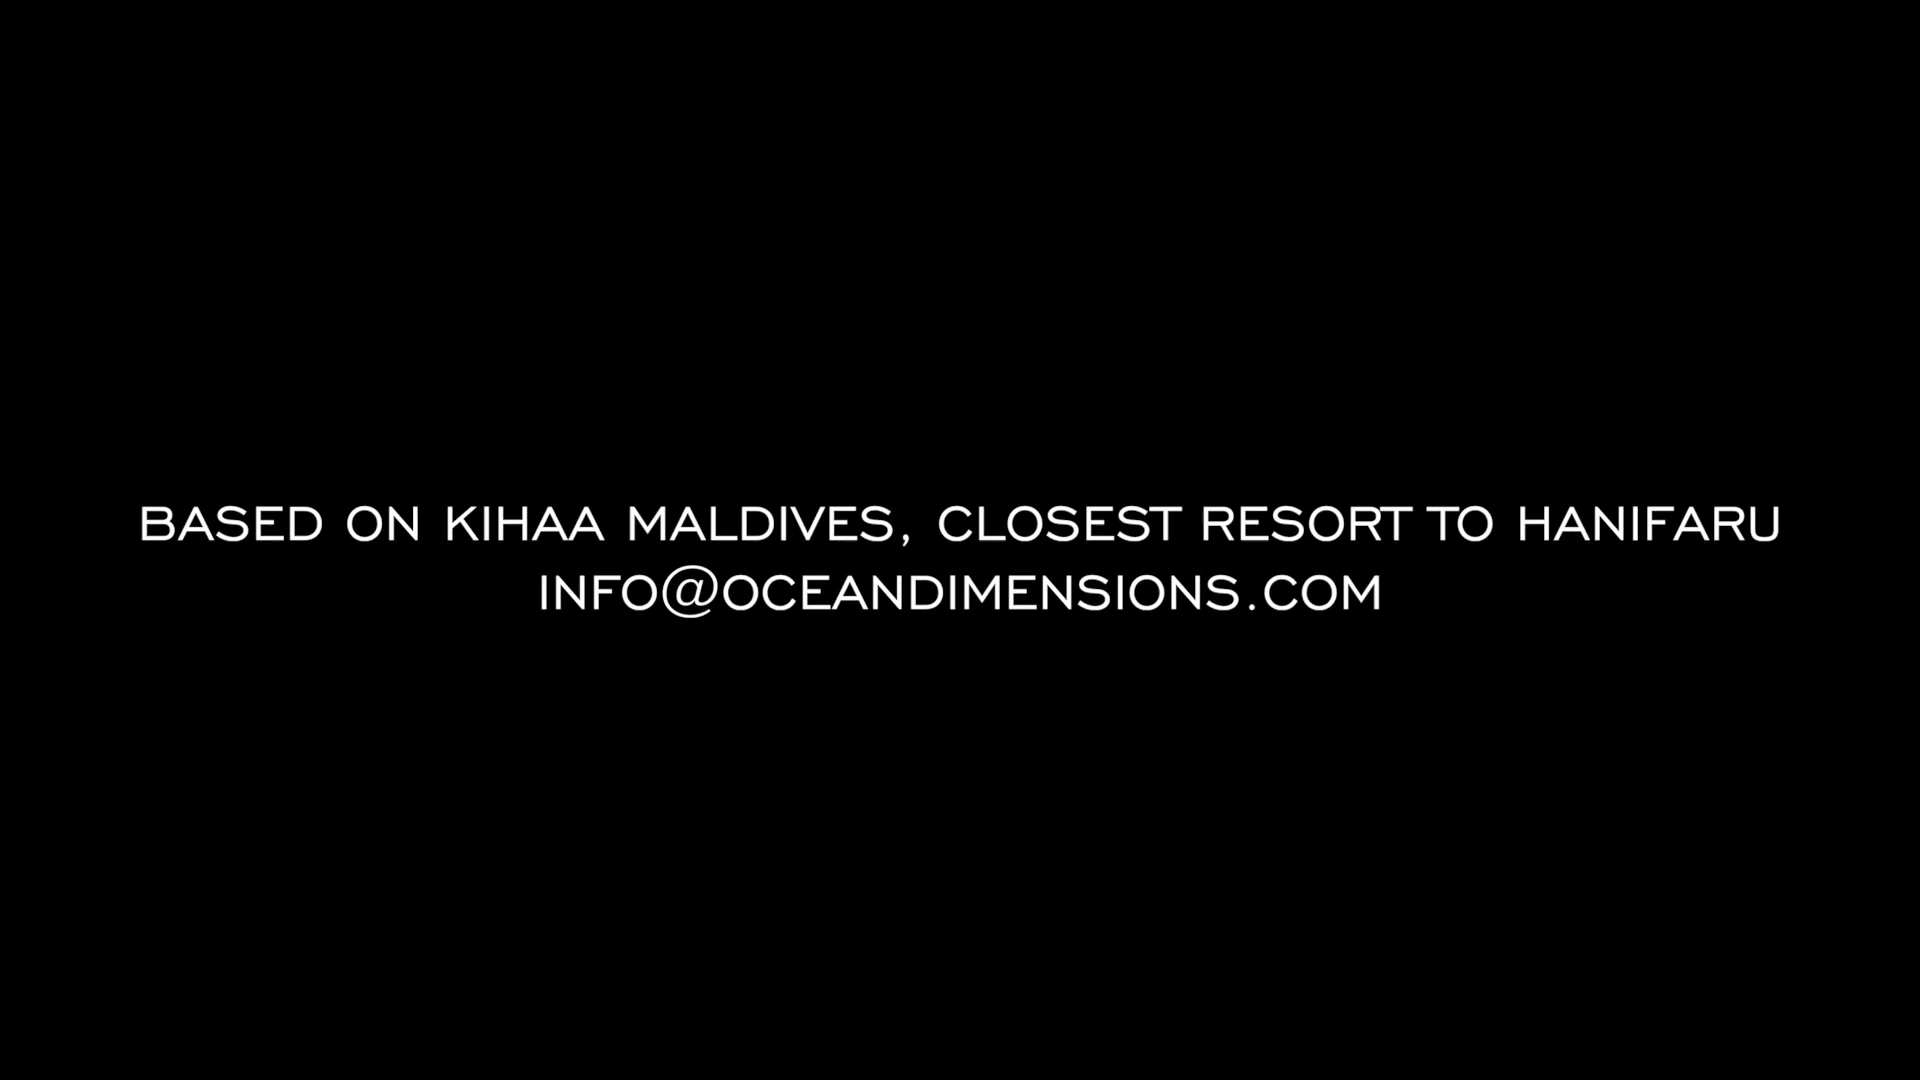 BASED ON KIHAA MALDIVES, CLOSEST RESORT TO HANIFARU
INFO@OCEANDIMENSIONS.COM